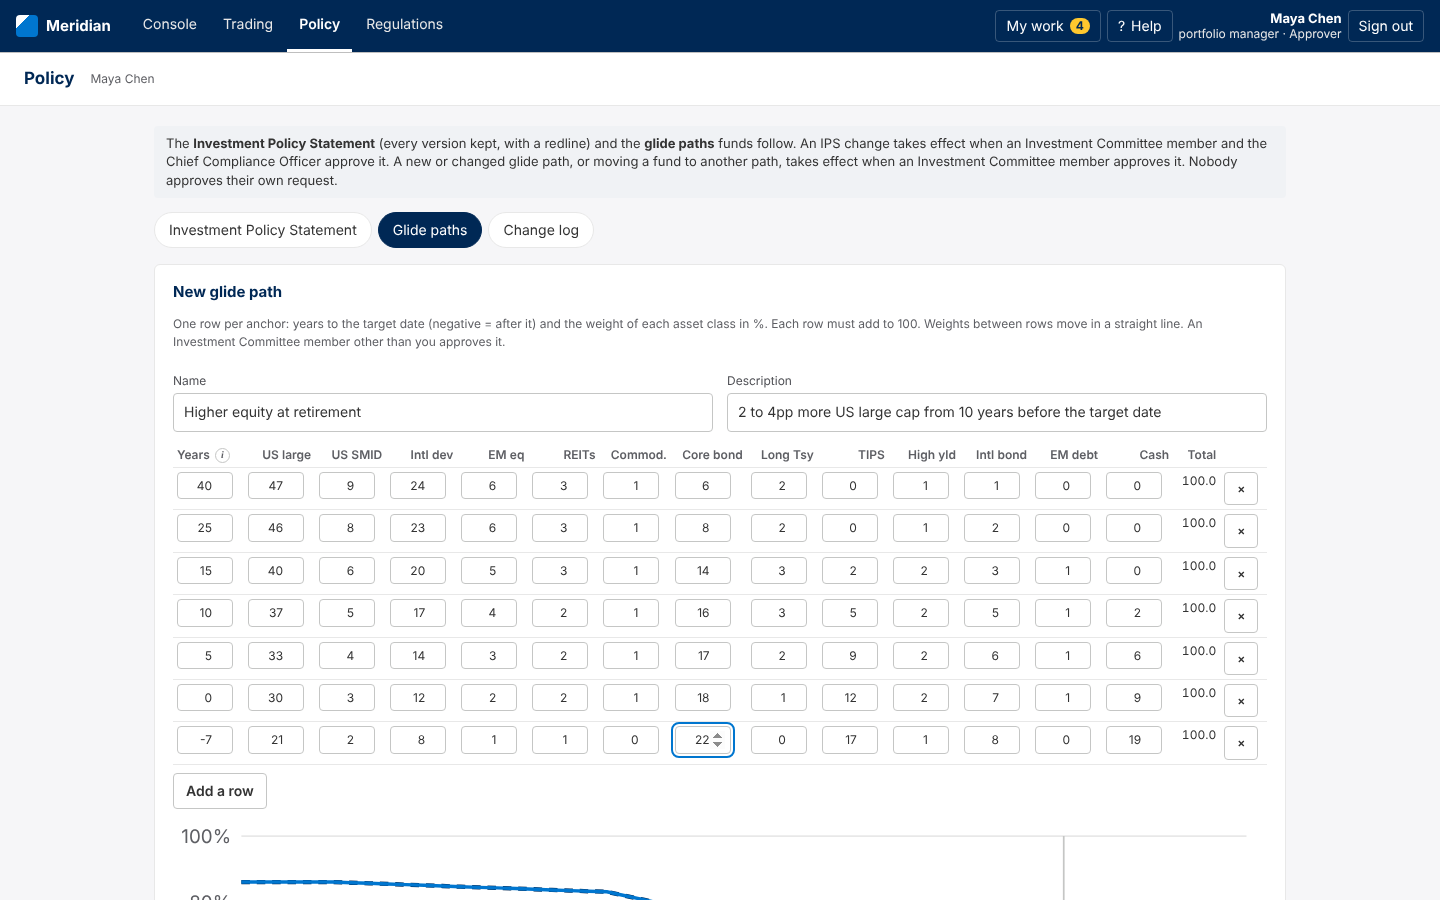 Meridian Console Trading Policy Regulations My work 4 ? Help Maya Chen Sign out
portfolio manager · Approver
Policy Maya Chen
The Investment Policy Statement (every version kept, with a redline) and the glide paths funds follow. An IPS change takes effect when an Investment Committee member and the
Chief Compliance Officer approve it. A new or changed glide path, or moving a fund to another path, takes effect when an Investment Committee member approves it. Nobody
approves their own request.
Investment Policy Statement Glide paths Change log
New glide path
One row per anchor: years to the target date (negative = after it) and the weight of each asset class in %. Each row must add to 100. Weights between rows move in a straight line. An
Investment Committee member other than you approves it.
Name Description
Higher equity at retirement 2 to 4pp more US large cap from 10 years before the target date
Years i US large US SMID Intl dev EM eq REITs Commod. Core bond Long Tsy TIPS High yld Intl bond EM debt Cash Total
40 47 9 24 6 3 1 6 2 0 1 1 0 0 100.0 ×
25 46 8 23 6 3 1 8 2 0 1 2 0 0 100.0 ×
15 40 6 20 5 3 1 14 3 2 2 3 1 0 100.0 ×
10 37 5 17 4 2 1 16 3 5 2 5 1 2 100.0 ×
5 33 4 14 3 2 1 17 2 9 2 6 1 6 100.0 ×
0 30 3 12 2 2 1 18 1 12 2 7 1 9 100.0 ×
-7 21 2 8 1 1 0 22 0 17 1 8 0 19 100.0 ×
Add a row
100%
80%